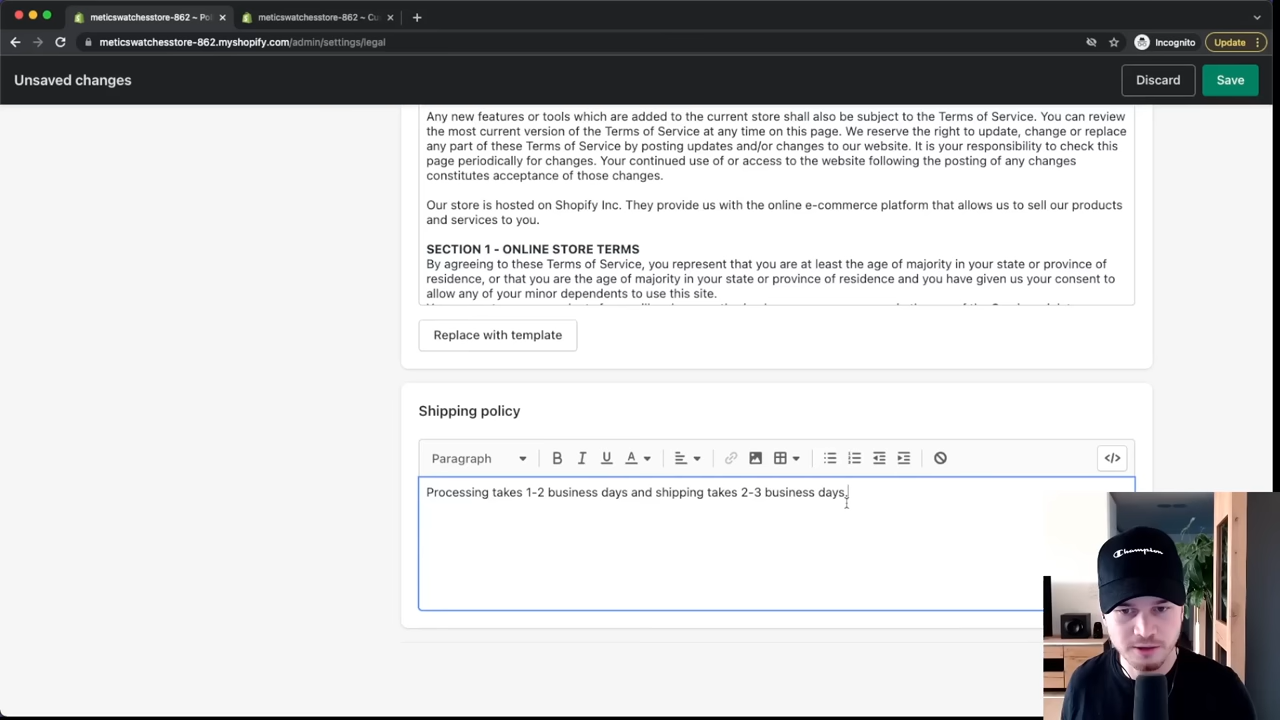 meticswatchesstore-862 ~ Po
meticswatchesstore-862 ~ Cu
meticswatchesstore-862.myshopify.com/admin/settings/legal
Incognito
Update
Unsaved changes
Discard
Save
Any new features or tools which are added to the current store shall also be subject to the Terms of Service. You can review
the most current version of the Terms of Service at any time on this page. We reserve the right to update, change or replace
any part of these Terms of Service by posting updates and/or changes to our website. It is your responsibility to check this
page periodically for changes. Your continued use of or access to the website following the posting of any changes
constitutes acceptance of those changes.
Our store is hosted on Shopify Inc. They provide us with the online e-commerce platform that allows us to sell our products
and services to you.
SECTION 1 - ONLINE STORE TERMS
By agreeing to these Terms of Service, you represent that you are at least the age of majority in your state or province of
residence, or that you are the age of majority in your state or province of residence and you have given us your consent to
allow any of your minor dependents to use this site.
Replace with template
Shipping policy
Paragraph
B I U A
Processing takes 1-2 business days and shipping takes 2-3 business days.
Champion